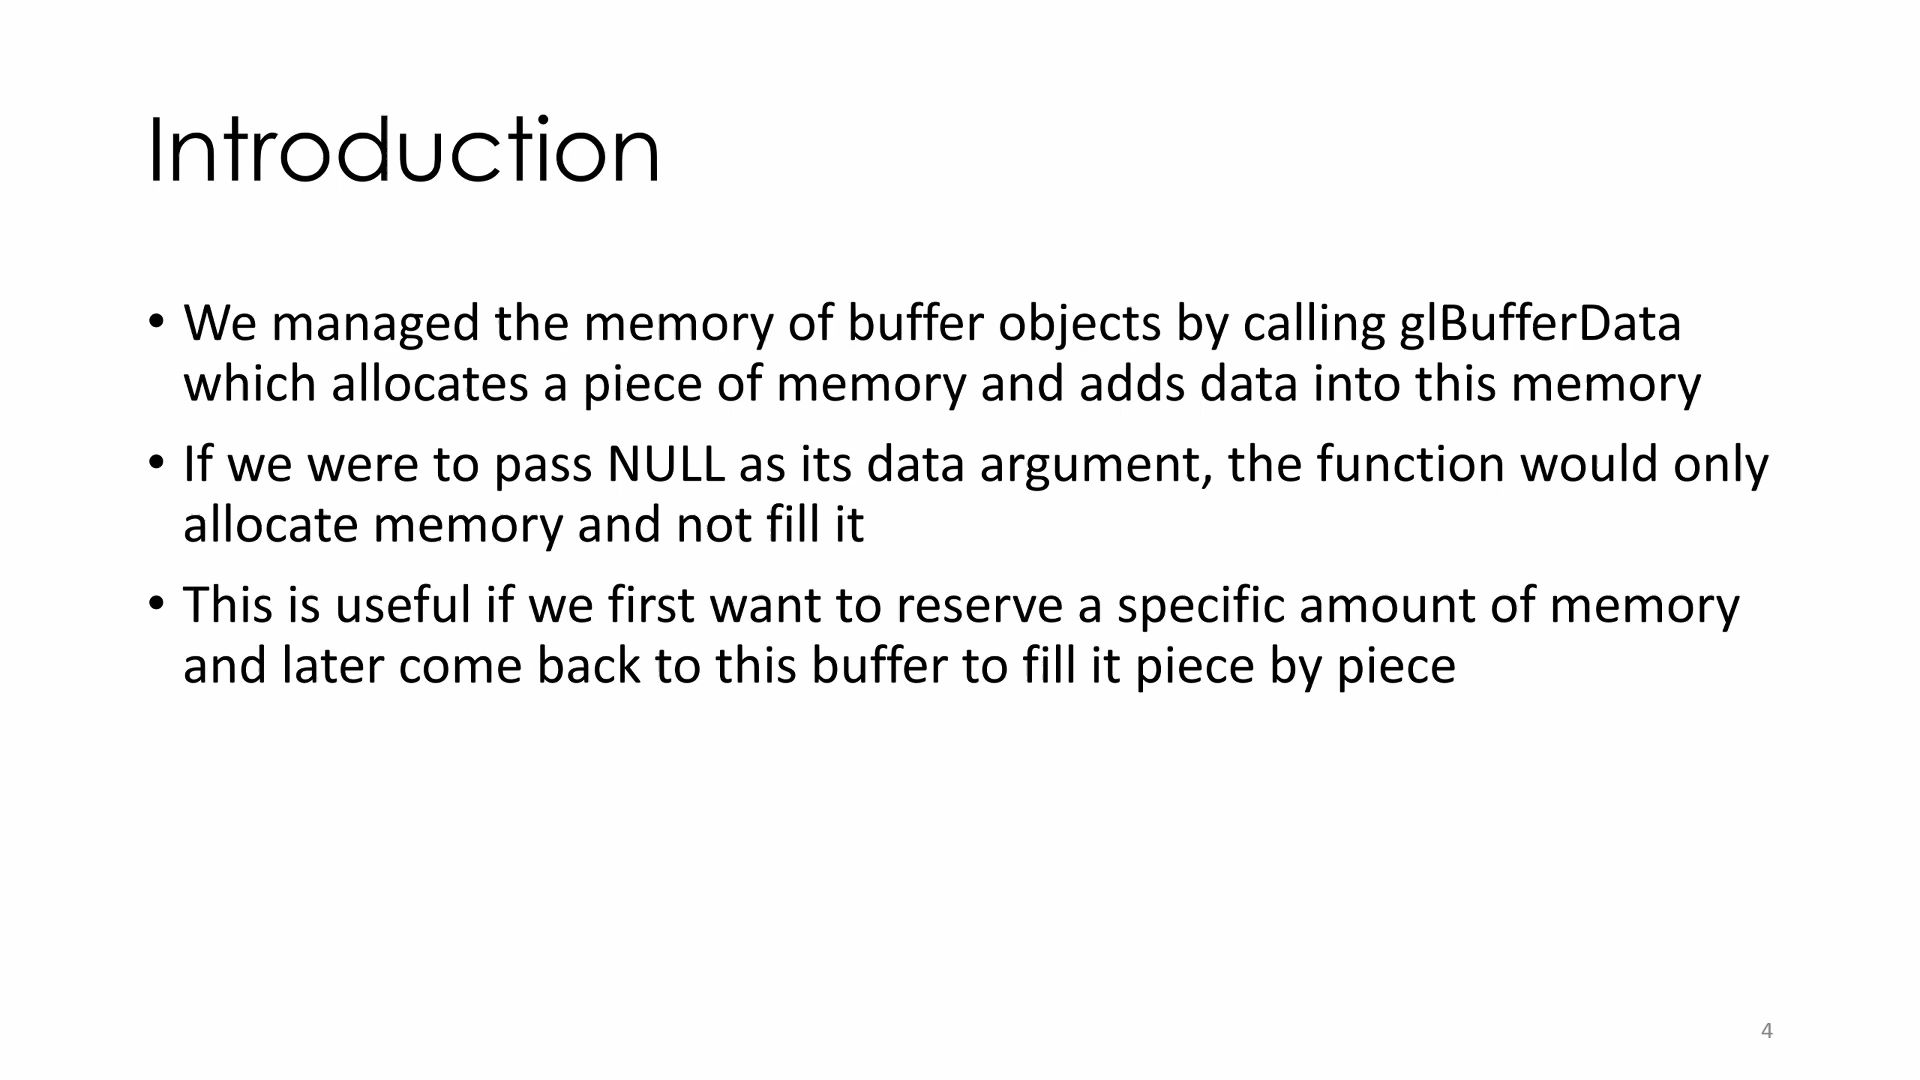 Introduction
• We managed the memory of buffer objects by calling glBufferData
which allocates a piece of memory and adds data into this memory
• If we were to pass NULL as its data argument, the function would only
allocate memory and not fill it
• This is useful if we first want to reserve a specific amount of memory
and later come back to this buffer to fill it piece by piece
4